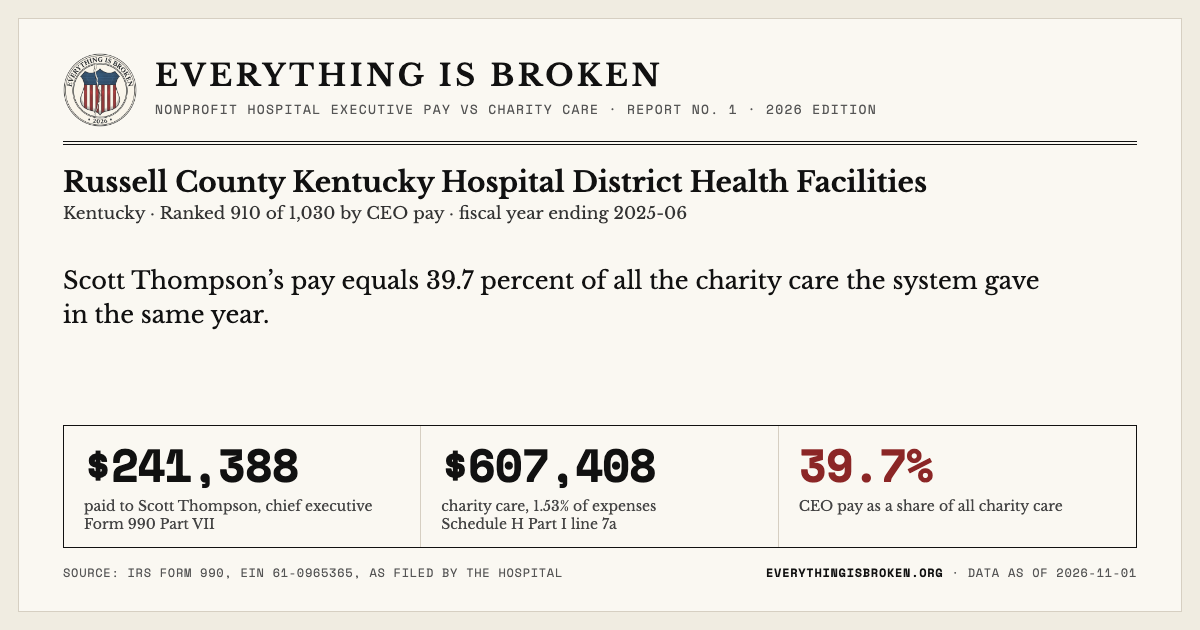 EVERYTHING IS BROKEN
2026
EVERYTHING IS BROKEN
NONPROFIT HOSPITAL EXECUTIVE PAY VS CHARITY CARE · REPORT NO. 1 · 2026 EDITION
Russell County Kentucky Hospital District Health Facilities
Kentucky · Ranked 910 of 1,030 by CEO pay · fiscal year ending 2025-06
Scott Thompson’s pay equals 39.7 percent of all the charity care the system gave
in the same year.
$241,388
paid to Scott Thompson, chief executive
Form 990 Part VII
$607,408
charity care, 1.53% of expenses
Schedule H Part I line 7a
39.7%
CEO pay as a share of all charity care
SOURCE: IRS FORM 990, EIN 61-0965365, AS FILED BY THE HOSPITAL
EVERYTHINGISBROKEN.ORG · DATA AS OF 2026-11-01